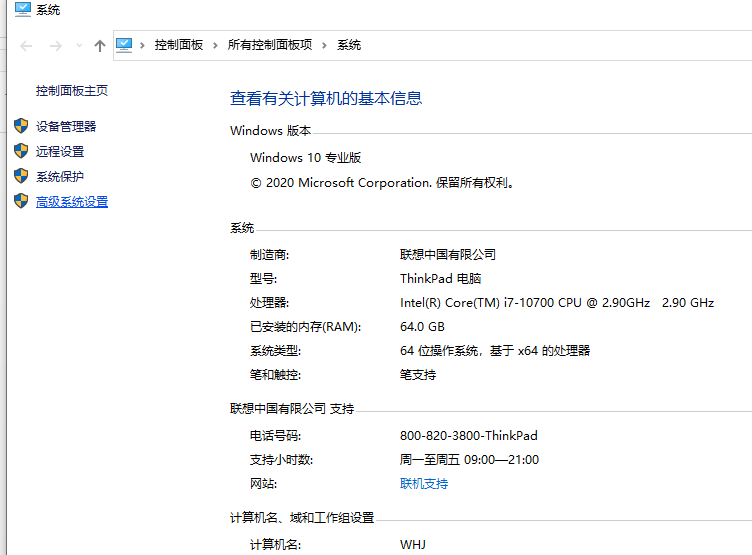 系统
控制面板 › 所有控制面板项 › 系统
控制面板主页
设备管理器
远程设置
系统保护
高级系统设置
查看有关计算机的基本信息
Windows 版本
Windows 10 专业版
© 2020 Microsoft Corporation. 保留所有权利。
系统
制造商: 联想中国有限公司
型号: ThinkPad 电脑
处理器: Intel(R) Core(TM) i7-10700 CPU @ 2.90GHz 2.90 GHz
已安装的内存(RAM): 64.0 GB
系统类型: 64 位操作系统，基于 x64 的处理器
笔和触控: 笔支持
联想中国有限公司 支持
电话号码: 800-820-3800-ThinkPad
支持小时数: 周一至周五 09:00—21:00
网站: 联机支持
计算机名、域和工作组设置
计算机名: WHJ